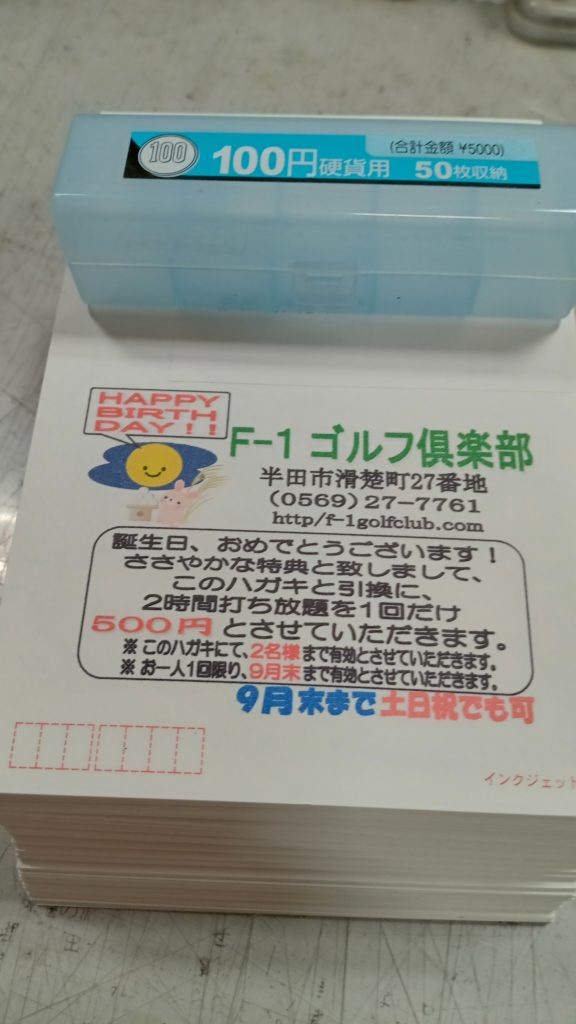 100
100円硬貨用
(合計金額 ¥5000)
50枚収納
HAPPY
BIRTH
DAY!!
F-1 ゴルフ倶楽部
半田市滑楚町27番地
(0569) 27-7761
http/f-1golfclub.com
誕生日、おめでとうございます!
ささやかな特典と致しまして、
このハガキと引換に、
2時間打ち放題を1回だけ
500円 とさせていただきます。
※ このハガキにて、2名様 まで有効とさせていただきます。
※ お一人1回限り、9月末 まで有効とさせていただきます。
9月末まで 土日祝でも可
インクジェット